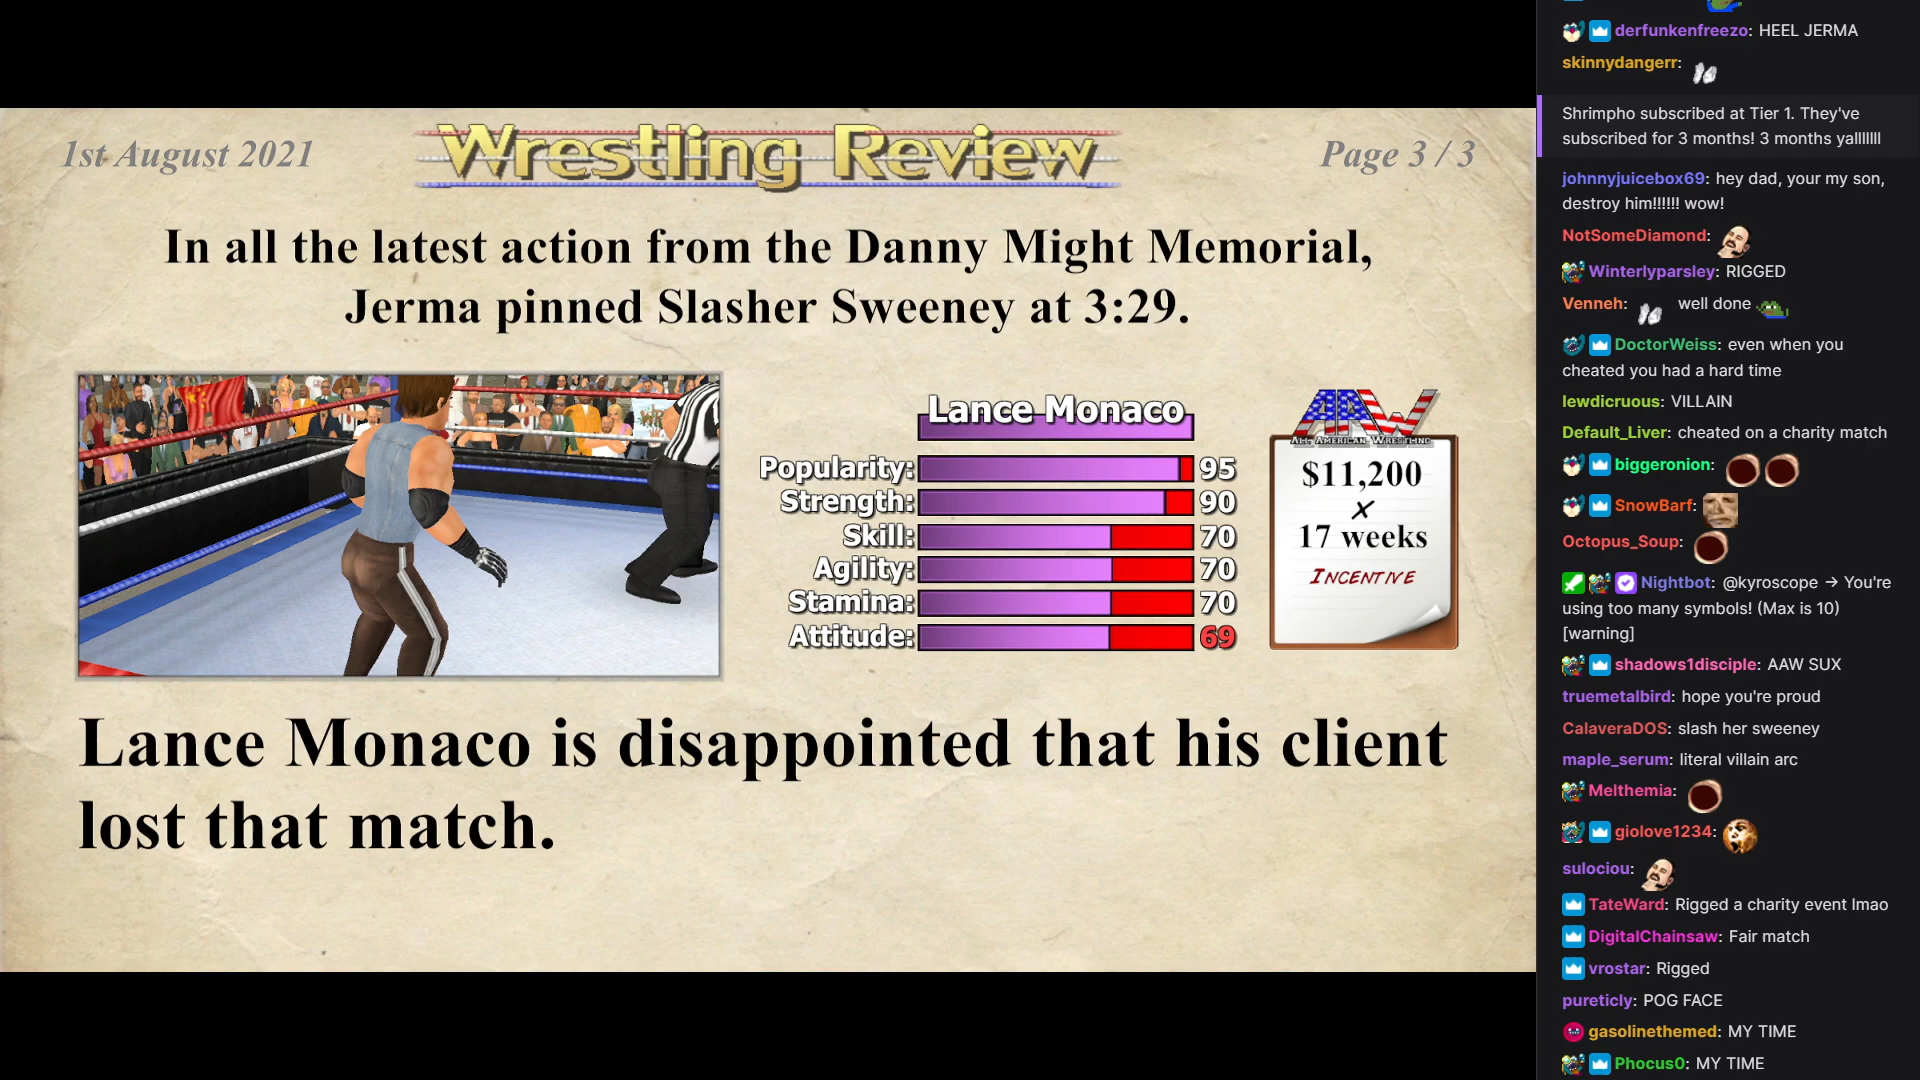 1st August 2021
Wrestling Review
Page 3 / 3
In all the latest action from the Danny Might Memorial,
Jerma pinned Slasher Sweeney at 3:29.
Lance Monaco
Popularity: 95
Strength: 90
Skill: 70
Agility: 70
Stamina: 70
Attitude: 69
AAW
ALL AMERICAN WRESTLING
$11,200
x
17 weeks
INCENTIVE
Lance Monaco is disappointed that his client
lost that match.
derfunkenfreezo: HEEL JERMA
skinnydangerr:
Shrimpho subscribed at Tier 1. They've
subscribed for 3 months! 3 months yalllllll
johnnyjuicebox69: hey dad, your my son,
destroy him!!!!!! wow!
NotSomeDiamond:
Winterlyparsley: RIGGED
Venneh: well done
DoctorWeiss: even when you
cheated you had a hard time
lewdicruous: VILLAIN
Default_Liver: cheated on a charity match
biggeronion:
SnowBarf:
Octopus_Soup:
Nightbot: @kyroscope → You're
using too many symbols! (Max is 10)
[warning]
shadows1disciple: AAW SUX
truemetalbird: hope you're proud
CalaveraDOS: slash her sweeney
maple_serum: literal villain arc
Melthemia:
giolove1234:
sulociou:
TateWard: Rigged a charity event lmao
DigitalChainsaw: Fair match
vrostar: Rigged
pureticly: POG FACE
gasolinethemed: MY TIME
Phocus0: MY TIME